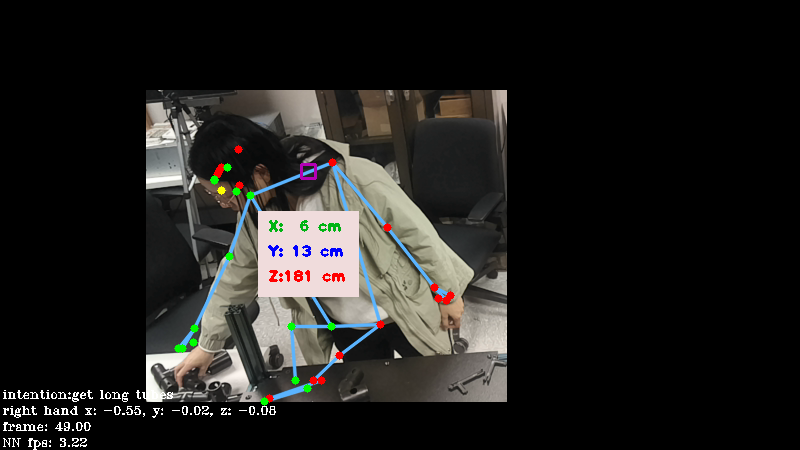 X: 6 cm
Y: 13 cm
Z:181 cm
intention:get long tubes
right hand x: -0.55, y: -0.02, z: -0.08
frame: 49.00
NN fps: 3.22